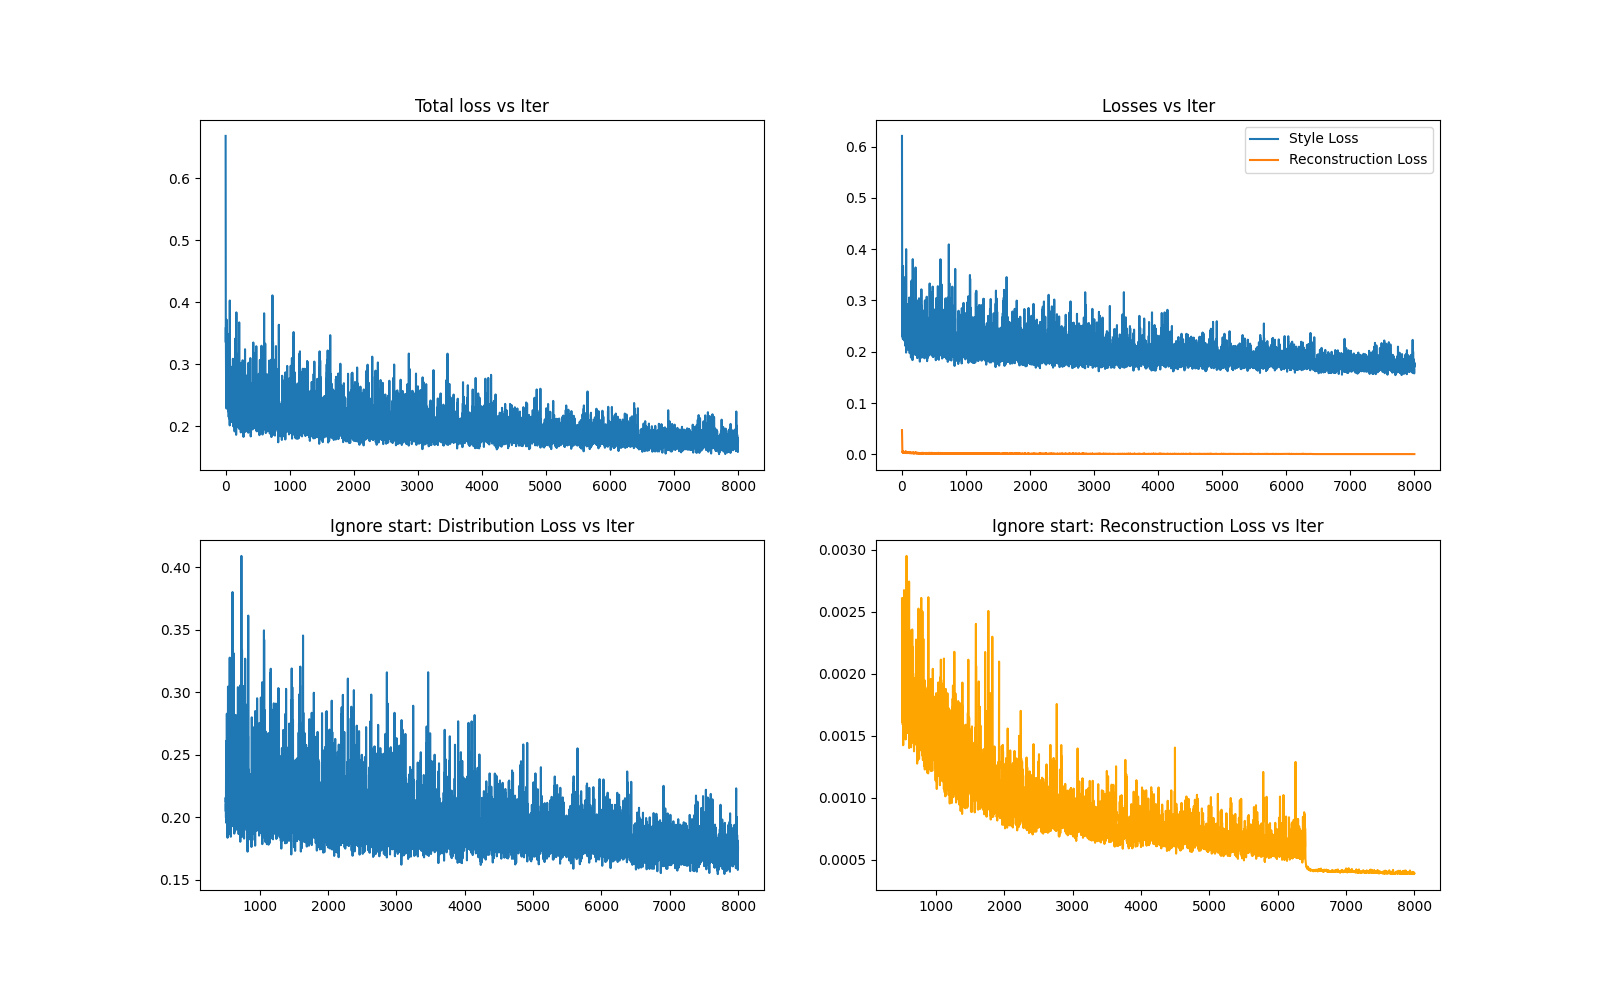 Total loss vs Iter
0.6
0.5
0.4
0.3
0.2
0 1000 2000 3000 4000 5000 6000 7000 8000
Losses vs Iter
Style Loss
Reconstruction Loss
0.6
0.5
0.4
0.3
0.2
0.1
0.0
0 1000 2000 3000 4000 5000 6000 7000 8000
Ignore start: Distribution Loss vs Iter
0.40
0.35
0.30
0.25
0.20
0.15
1000 2000 3000 4000 5000 6000 7000 8000
Ignore start: Reconstruction Loss vs Iter
0.0030
0.0025
0.0020
0.0015
0.0010
0.0005
1000 2000 3000 4000 5000 6000 7000 8000